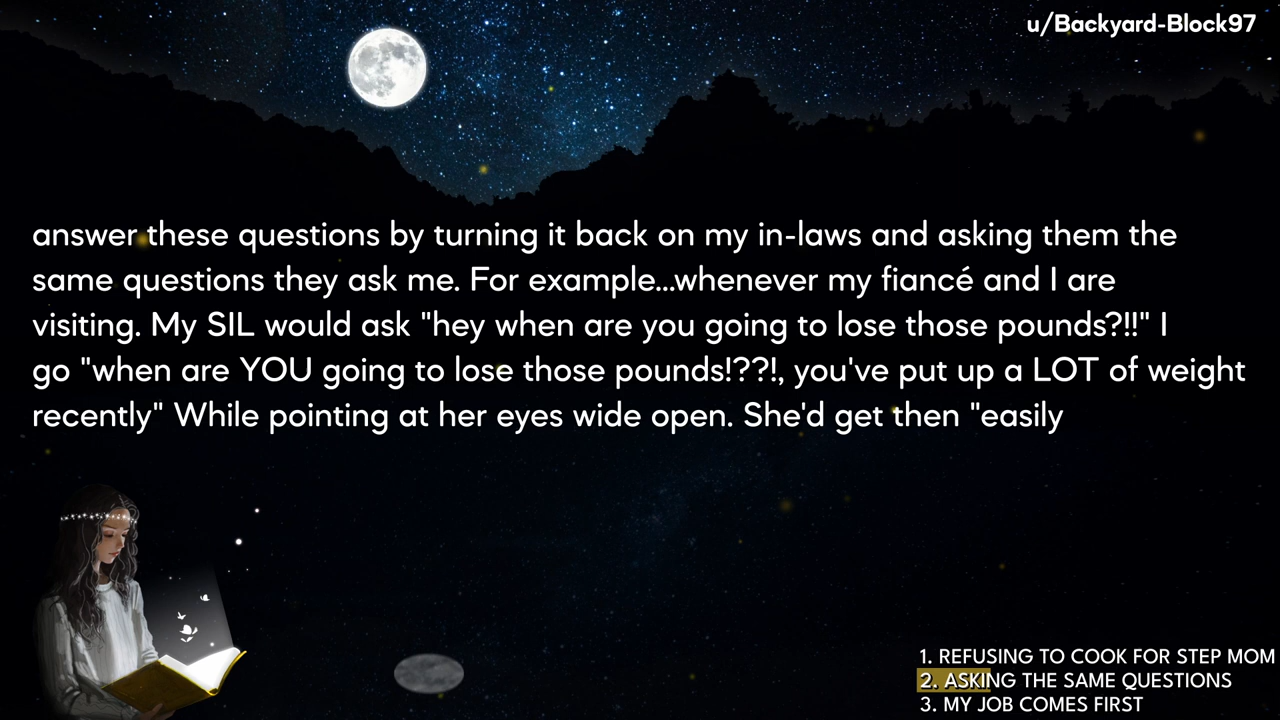 u/Backyard-Block97
answer these questions by turning it back on my in-laws and asking them the
same questions they ask me. For example...whenever my fiancé and I are
visiting. My SIL would ask "hey when are you going to lose those pounds?!!" I
go "when are YOU going to lose those pounds!??!, you've put up a LOT of weight
recently" While pointing at her eyes wide open. She'd get then "easily
1. REFUSING TO COOK FOR STEP MOM
2. ASKING THE SAME QUESTIONS
3. MY JOB COMES FIRST